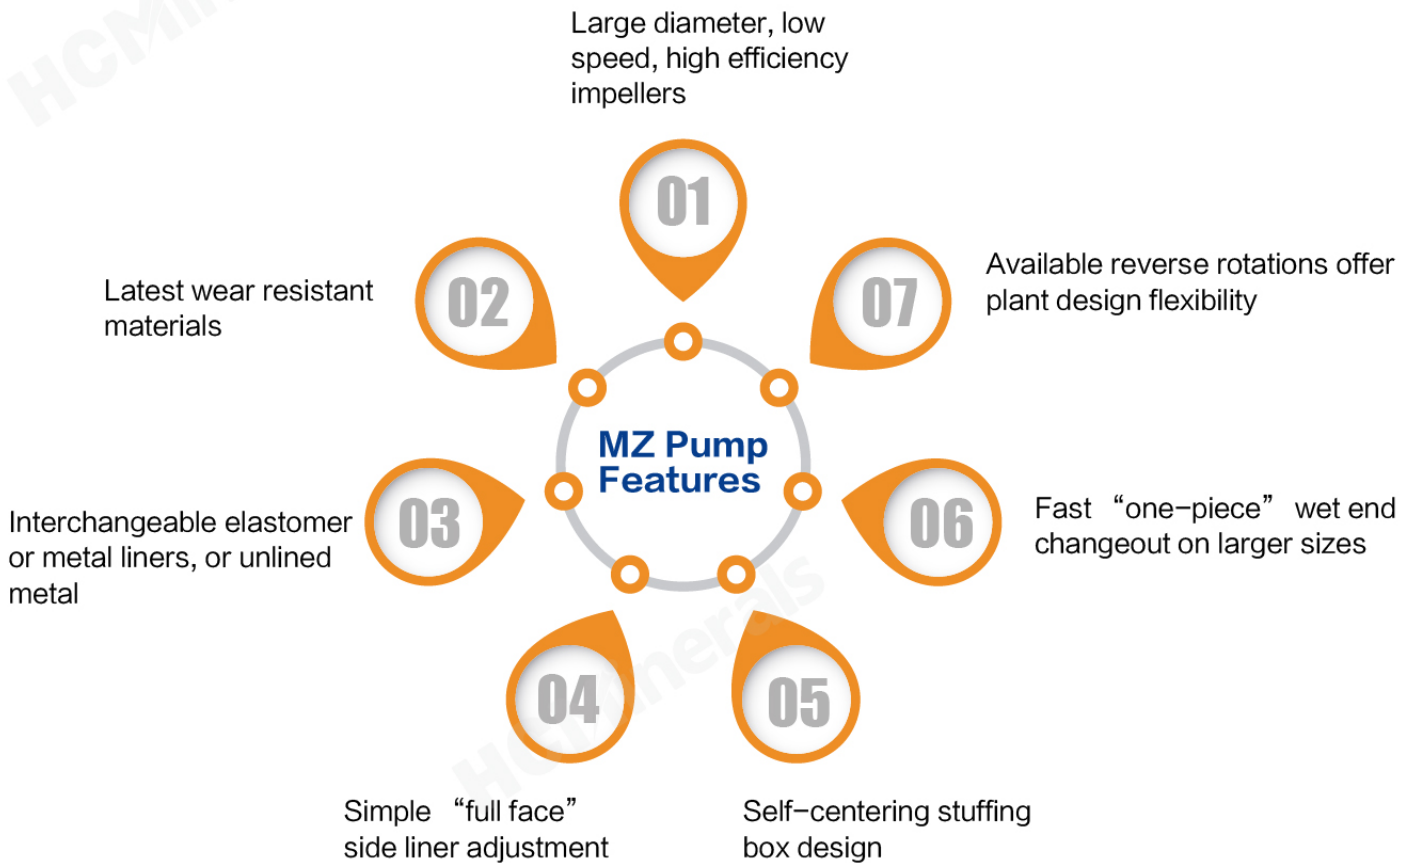 HCMin
Large diameter, low
speed, high efficiency
impellers
01
02
Latest wear resistant
materials
07
Available reverse rotations offer
plant design flexibility
MZ Pump
Features
03
Interchangeable elastomer
or metal liners, or unlined
metal
06
Fast “one-piece” wet end
changeout on larger sizes
04
Simple “full face”
side liner adjustment
05
Self-centering stuffing
box design
HCMinerals